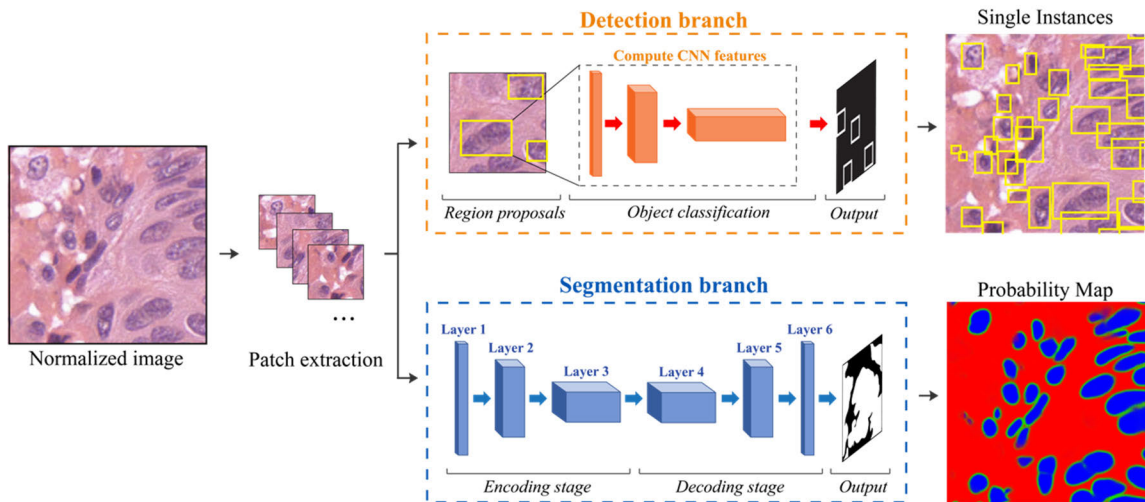 Detection branch
Single Instances
Compute CNN features
Region proposals
Object classification
Output
Normalized image
Patch extraction
...
Segmentation branch
Probability Map
Layer 1
Layer 2
Layer 3
Layer 4
Layer 5
Layer 6
Encoding stage
Decoding stage
Output